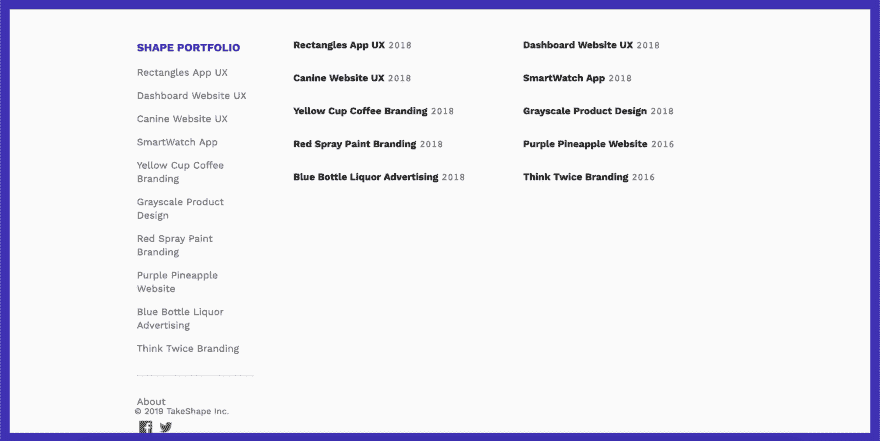 SHAPE PORTFOLIO
Rectangles App UX
Dashboard Website UX
Canine Website UX
SmartWatch App
Yellow Cup Coffee
Branding
Grayscale Product
Design
Red Spray Paint
Branding
Purple Pineapple
Website
Blue Bottle Liquor
Advertising
Think Twice Branding
About
© 2019 TakeShape Inc.
Rectangles App UX 2018
Dashboard Website UX 2018
Canine Website UX 2018
SmartWatch App 2018
Yellow Cup Coffee Branding 2018
Grayscale Product Design 2018
Red Spray Paint Branding 2018
Purple Pineapple Website 2016
Blue Bottle Liquor Advertising 2018
Think Twice Branding 2016